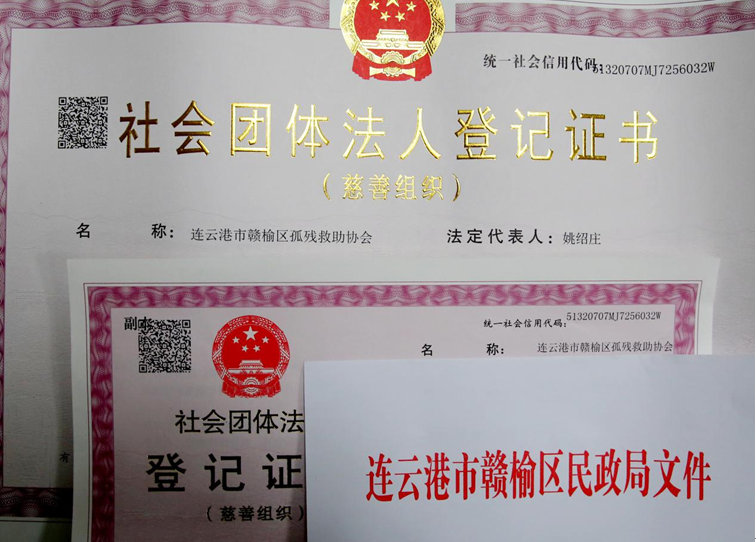 统一社会信用代码:51320707MJ7256032W
社会团体法人登记证书
(慈善组织)
名 称: 连云港市赣榆区孤残救助协会 法定代表人: 姚绍庄
副本
统一社会信用代码: 51320707MJ7256032W
名 称: 连云港市赣榆区孤残救助协会
社会团体法
登记证
(慈善组织)
有
连云港市赣榆区民政局文件